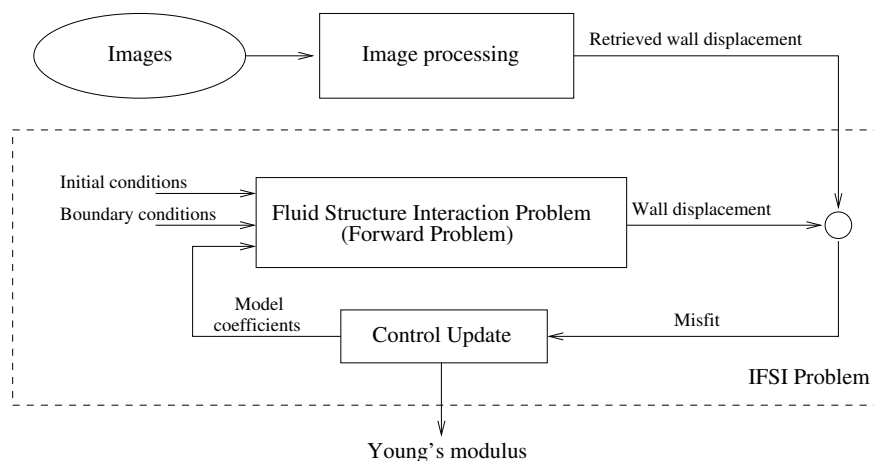 Images
Image processing
Retrieved wall displacement
Initial conditions
Boundary conditions
Fluid Structure Interaction Problem
(Forward Problem)
Wall displacement
Model
coefficients
Control Update
Misfit
IFSI Problem
Young's modulus